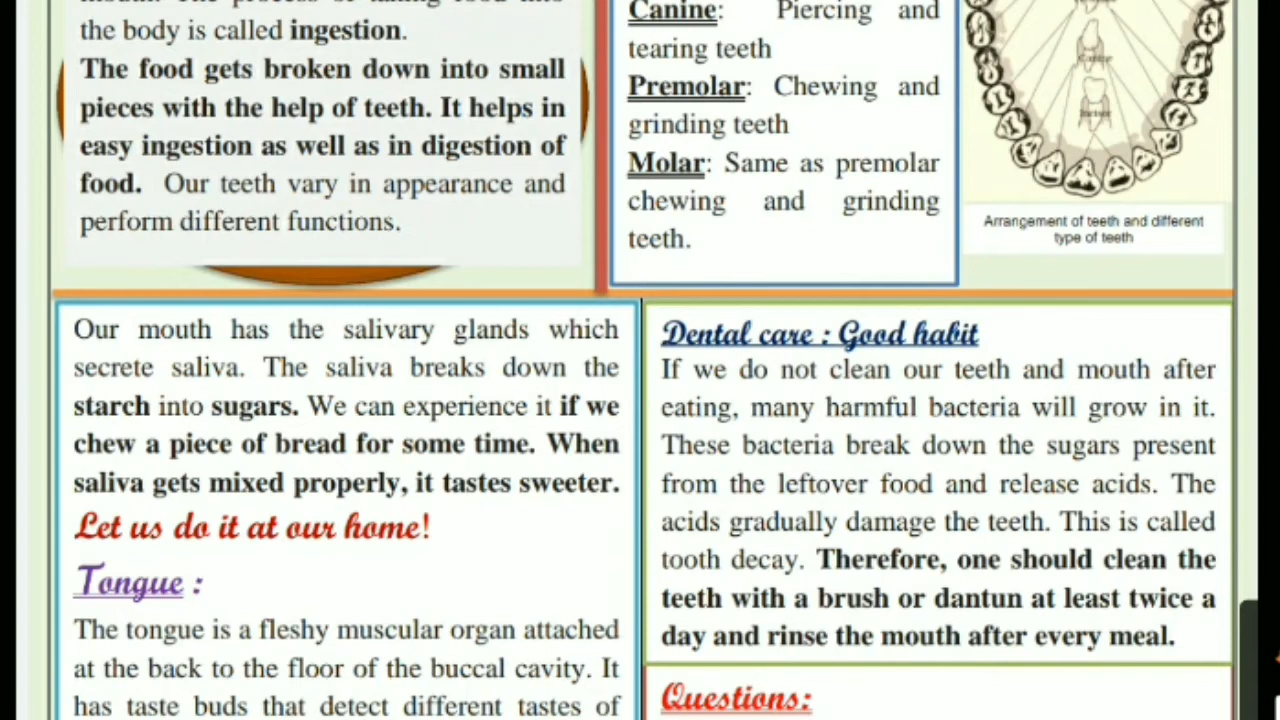 the body is called ingestion.
The food gets broken down into small
pieces with the help of teeth. It helps in
easy ingestion as well as in digestion of
food. Our teeth vary in appearance and
perform different functions.
Canine: Piercing and
tearing teeth
Premolar: Chewing and
grinding teeth
Molar: Same as premolar
chewing and grinding
teeth.
Arrangement of teeth and different
type of teeth
Our mouth has the salivary glands which
secrete saliva. The saliva breaks down the
starch into sugars. We can experience it if we
chew a piece of bread for some time. When
saliva gets mixed properly, it tastes sweeter.
Let us do it at our home!
Tongue :
The tongue is a fleshy muscular organ attached
at the back to the floor of the buccal cavity. It
has taste buds that detect different tastes of
Dental care : Good habit
If we do not clean our teeth and mouth after
eating, many harmful bacteria will grow in it.
These bacteria break down the sugars present
from the leftover food and release acids. The
acids gradually damage the teeth. This is called
tooth decay. Therefore, one should clean the
teeth with a brush or dantun at least twice a
day and rinse the mouth after every meal.
Questions: